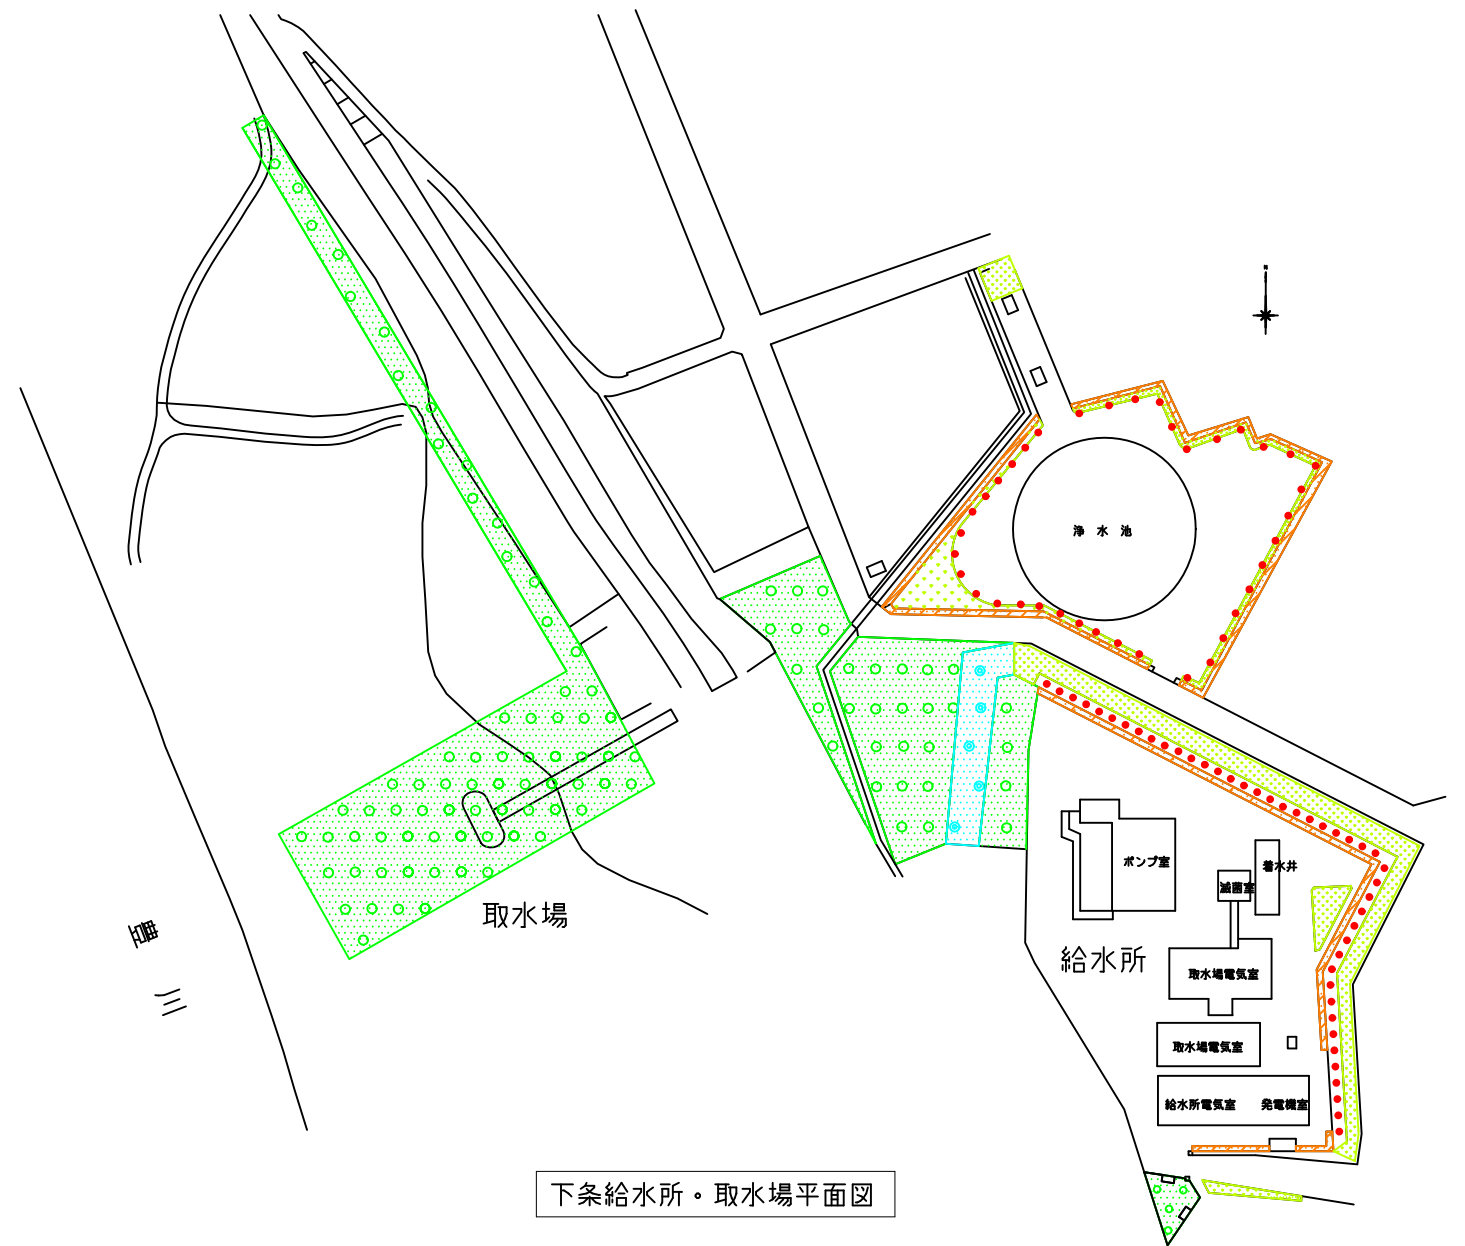 浄水池
ポンプ室
着水井
滅菌室
取水場
給水所
豊川
取水場電気室
取水場電気室
給水所電気室 発電機室
下条給水所・取水場平面図